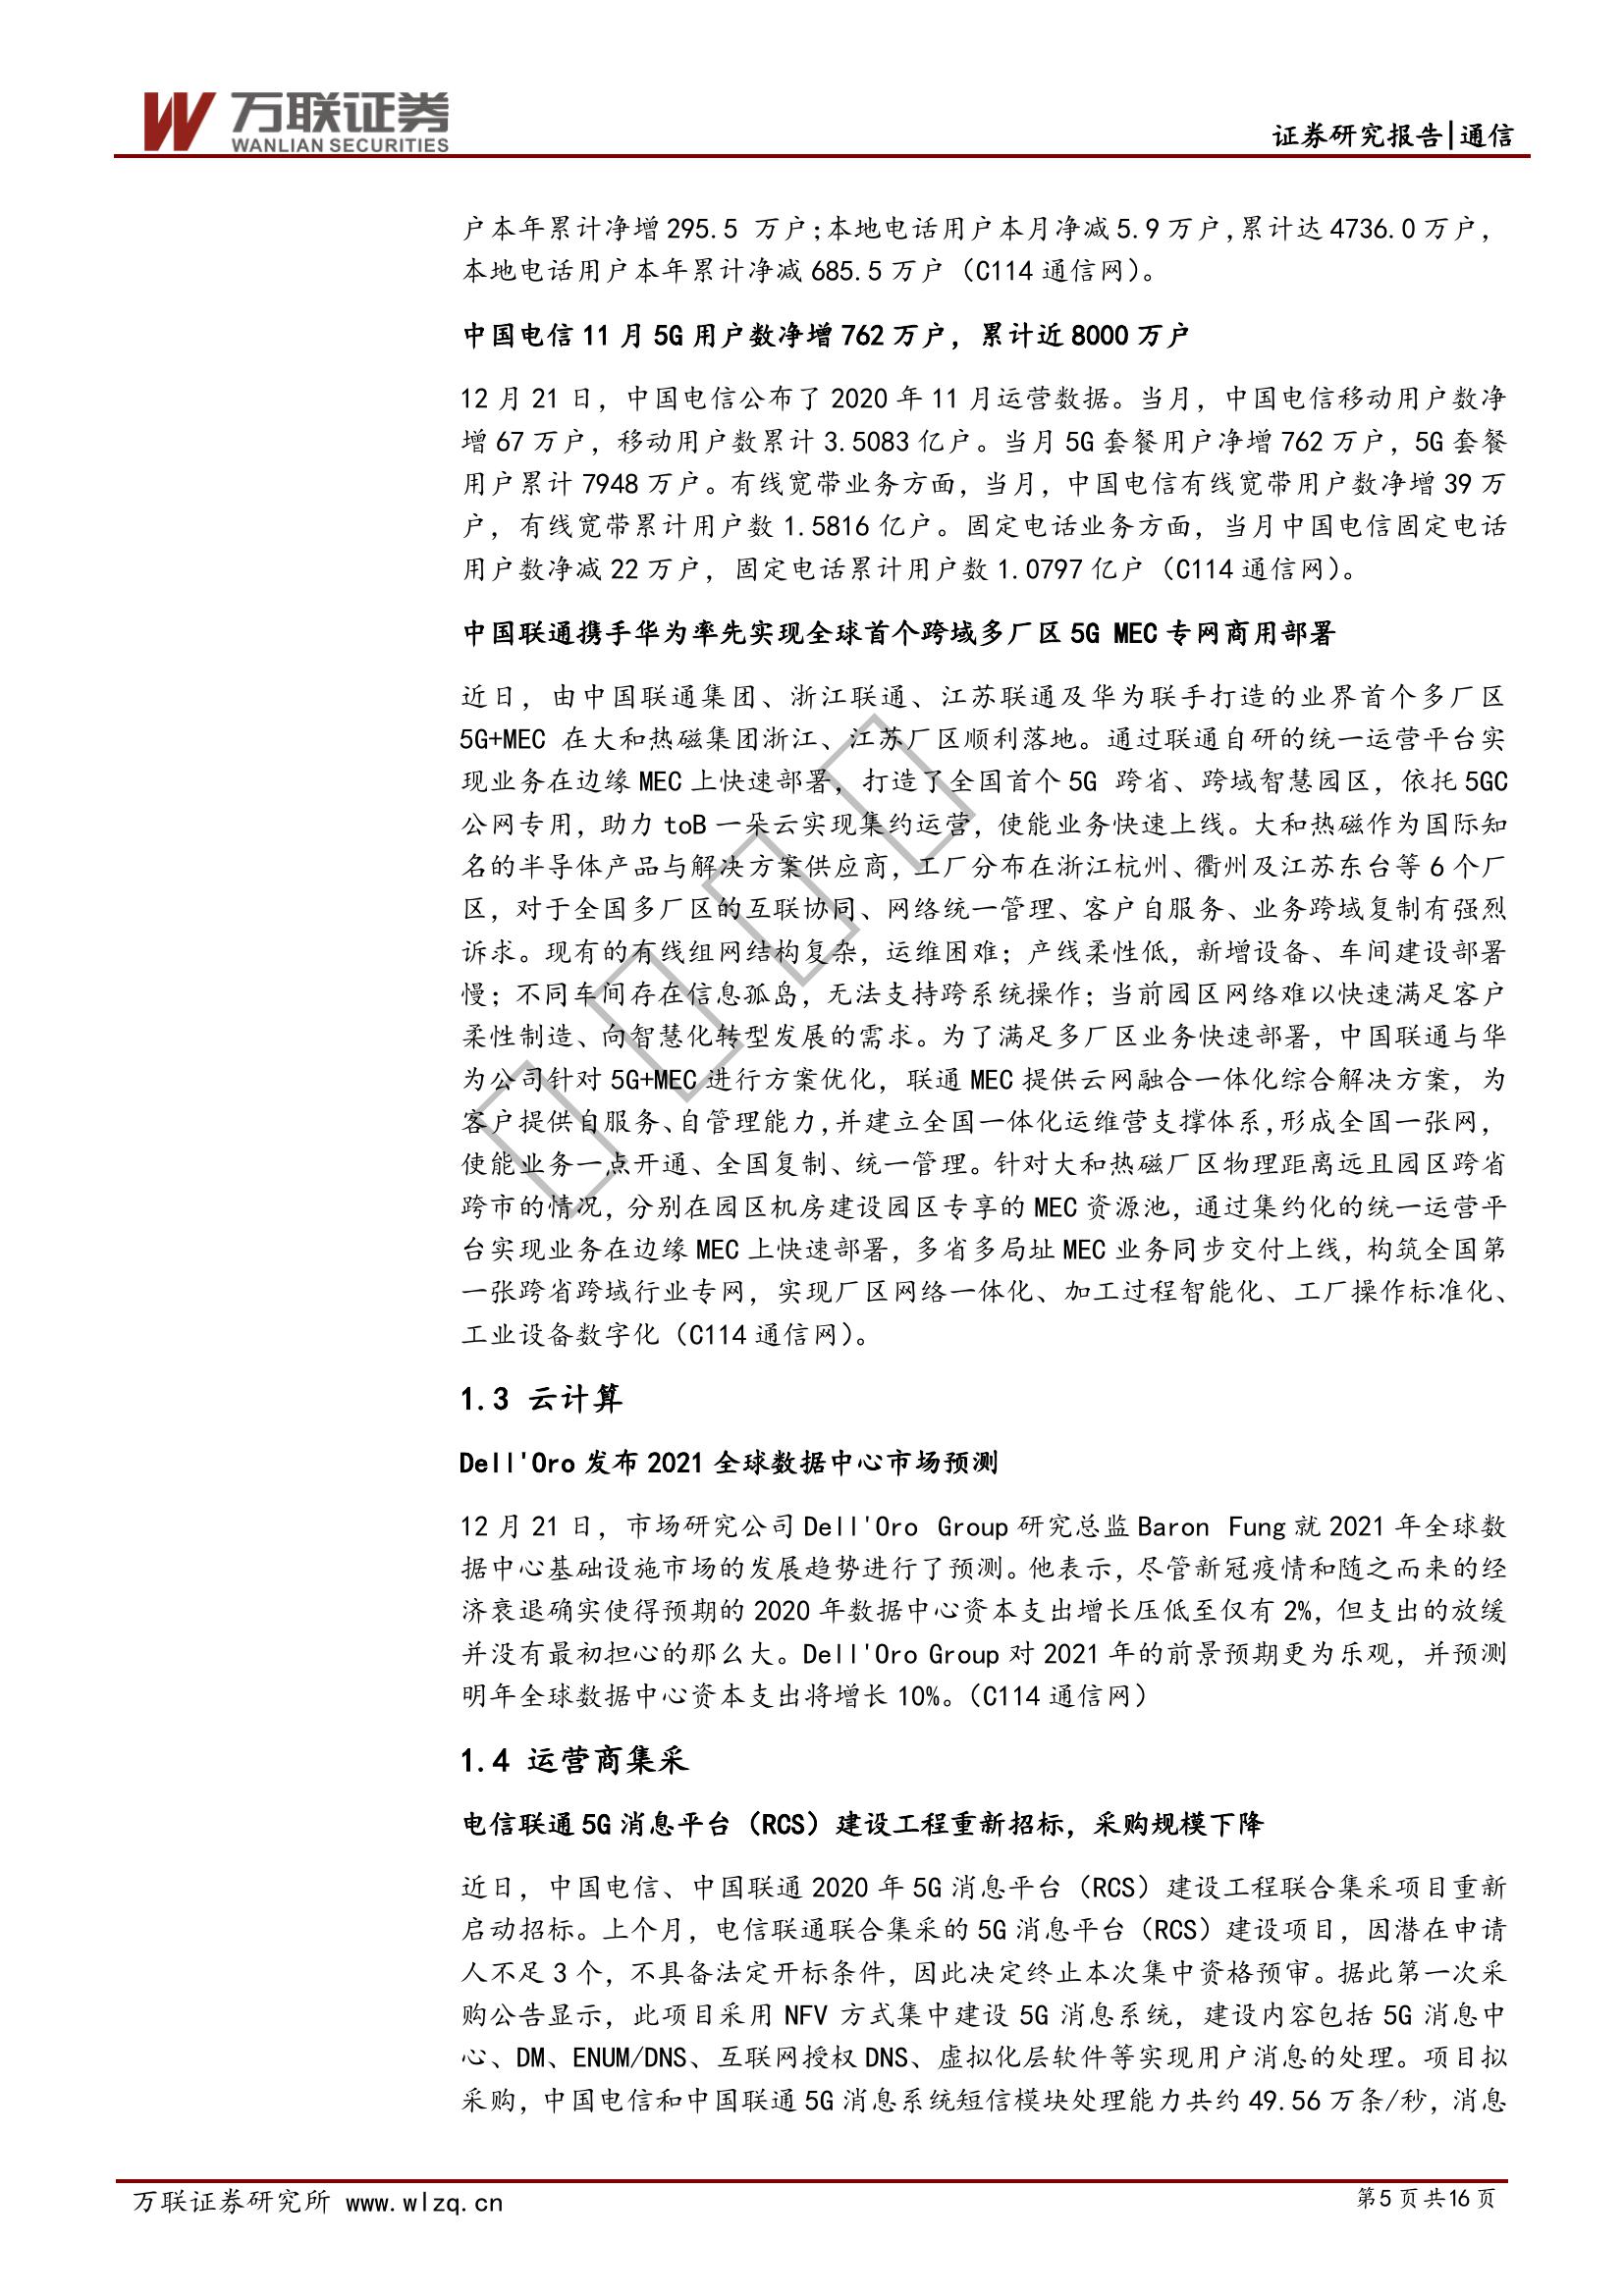 万联证券
WANLIAN SECURITIES
证券研究报告|通信
户本年累计净增 295.5 万户;本地电话用户本月净减 5.9 万户,累计达 4736.0 万户，
本地电话用户本年累计净减 685.5 万户（C114 通信网）。
中国电信 11 月 5G 用户数净增 762 万户，累计近 8000 万户
12 月 21 日，中国电信公布了 2020 年 11 月运营数据。当月，中国电信移动用户数净
增 67 万户，移动用户数累计 3.5083 亿户。当月 5G 套餐用户净增 762 万户，5G 套餐
用户累计 7948 万户。有线宽带业务方面，当月，中国电信有线宽带用户数净增 39 万
户，有线宽带累计用户数 1.5816 亿户。固定电话业务方面，当月中国电信固定电话
用户数净减 22 万户，固定电话累计用户数 1.0797 亿户（C114 通信网）。
中国联通携手华为率先实现全球首个跨域多厂区 5G MEC 专网商用部署
近日，由中国联通集团、浙江联通、江苏联通及华为联手打造的业界首个多厂区
5G+MEC 在大和热磁集团浙江、江苏厂区顺利落地。通过联通自研的统一运营平台实
现业务在边缘 MEC 上快速部署，打造了全国首个 5G 跨省、跨域智慧园区，依托 5GC
公网专用，助力 toB 一朵云实现集约运营，使能业务快速上线。大和热磁作为国际知
名的半导体产品与解决方案供应商，工厂分布在浙江杭州、衢州及江苏东台等 6 个厂
区，对于全国多厂区的互联协同、网络统一管理、客户自服务、业务跨域复制有强烈
诉求。现有的有线组网结构复杂，运维困难；产线柔性低，新增设备、车间建设部署
慢；不同车间存在信息孤岛，无法支持跨系统操作；当前园区网络难以快速满足客户
柔性制造、向智慧化转型发展的需求。为了满足多厂区业务快速部署，中国联通与华
为公司针对 5G+MEC 进行方案优化，联通 MEC 提供云网融合一体化综合解决方案，为
客户提供自服务、自管理能力,并建立全国一体化运维营支撑体系,形成全国一张网，
使能业务一点开通、全国复制、统一管理。针对大和热磁厂区物理距离远且园区跨省
跨市的情况，分别在园区机房建设园区专享的 MEC 资源池，通过集约化的统一运营平
台实现业务在边缘 MEC 上快速部署，多省多局址 MEC 业务同步交付上线，构筑全国第
一张跨省跨域行业专网，实现厂区网络一体化、加工过程智能化、工厂操作标准化、
工业设备数字化（C114 通信网）。
1.3 云计算
Dell'Oro 发布 2021 全球数据中心市场预测
12 月 21 日，市场研究公司 Dell'Oro Group 研究总监 Baron Fung 就 2021 年全球数
据中心基础设施市场的发展趋势进行了预测。他表示，尽管新冠疫情和随之而来的经
济衰退确实使得预期的 2020 年数据中心资本支出增长压低至仅有 2%，但支出的放缓
并没有最初担心的那么大。Dell'Oro Group 对 2021 年的前景预期更为乐观，并预测
明年全球数据中心资本支出将增长 10%。（C114 通信网）
1.4 运营商集采
电信联通 5G 消息平台（RCS）建设工程重新招标，采购规模下降
近日，中国电信、中国联通 2020 年 5G 消息平台（RCS）建设工程联合集采项目重新
启动招标。上个月，电信联通联合集采的 5G 消息平台（RCS）建设项目，因潜在申请
人不足 3 个，不具备法定开标条件，因此决定终止本次集中资格预审。据此第一次采
购公告显示，此项目采用 NFV 方式集中建设 5G 消息系统，建设内容包括 5G 消息中
心、DM、ENUM/DNS、互联网授权 DNS、虚拟化层软件等实现用户消息的处理。项目拟
采购，中国电信和中国联通 5G 消息系统短信模块处理能力共约 49.56 万条/秒，消息
万联证券研究所 www.wlzq.cn
第 5 页 共 16 页